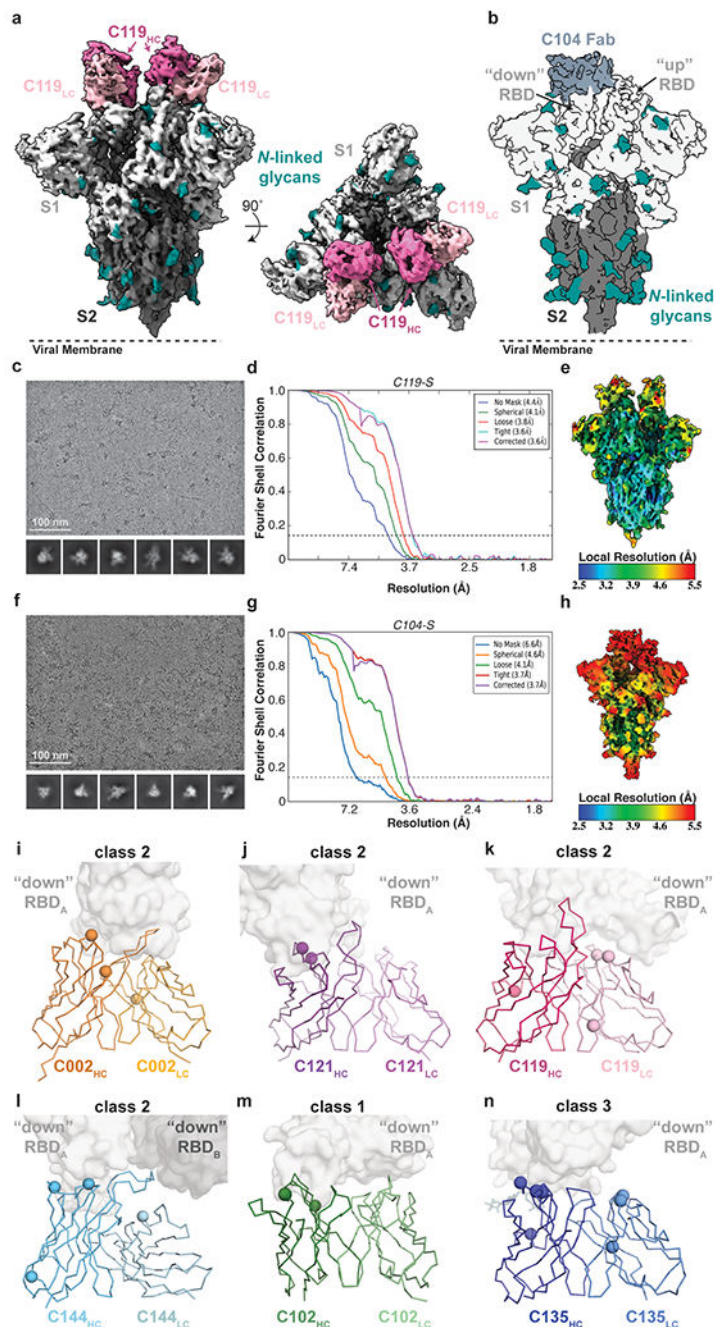 a
C119HC
C119LC
C119LC
S1
N-linked
glycans
90°
S2
Viral Membrane
S1
C119LC
C119LC
C119HC
b
C104 Fab
“down”
RBD
“up”
RBD
S1
S2
N-linked
glycans
Viral Membrane
c
100 nm
d
C119-S
Fourier Shell Correlation
1.0
0.8
0.6
0.4
0.2
0
No Mask (4.4Å)
Spherical (4.1Å)
Loose (3.8Å)
Tight (3.6Å)
Corrected (3.6Å)
7.4
3.7
2.5
1.8
Resolution (Å)
e
Local Resolution (Å)
2.5
3.2
3.9
4.6
5.5
f
100 nm
g
C104-S
Fourier Shell Correlation
1.0
0.8
0.6
0.4
0.2
0
No Mask (6.6Å)
Spherical (4.6Å)
Loose (4.1Å)
Tight (3.7Å)
Corrected (3.7Å)
7.2
3.6
2.4
1.8
Resolution (Å)
h
Local Resolution (Å)
2.5
3.2
3.9
4.6
5.5
i
class 2
“down”
RBDA
C002HC
C002LC
j
class 2
“down”
RBDA
C121HC
C121LC
k
class 2
“down”
RBDA
C119HC
C119LC
l
class 2
“down”
RBDA
“down”
RBDB
C144HC
C144LC
m
class 1
“down”
RBDA
C102HC
C102LC
n
class 3
“down”
RBDA
C135HC
C135LC